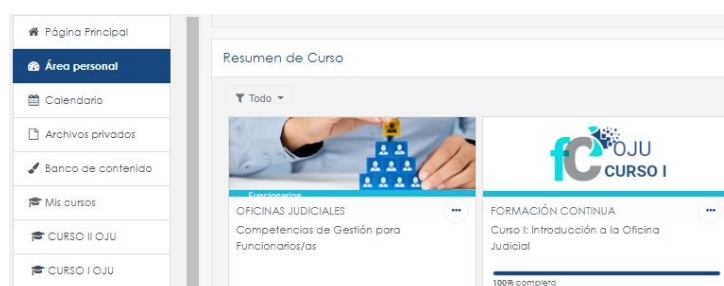 Página Principal
Área personal
Calendario
Archivos privados
Banco de contenido
Mis cursos
CURSO II OJU
CURSO I OJU
Resumen de Curso
Todo
Funcionarios
OFICINAS JUDICIALES
Competencias de Gestión para
Funcionarios/as
fC OJU
CURSO I
FORMACIÓN CONTINUA
Curso I: Introducción a la Oficina
Judicial
100% completo